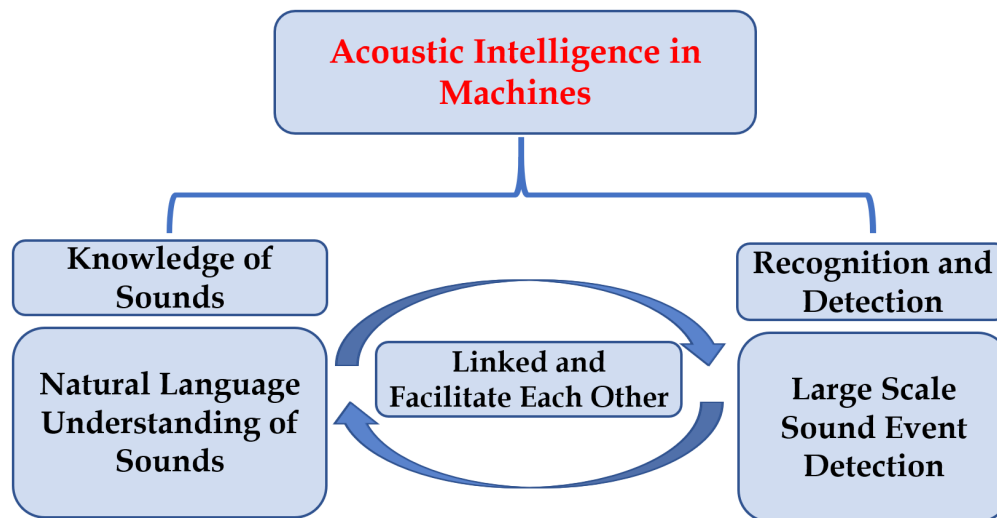 Acoustic Intelligence in
Machines
Knowledge of
Sounds
Recognition and
Detection
Natural Language
Understanding of
Sounds
Linked and
Facilitate Each Other
Large Scale
Sound Event
Detection